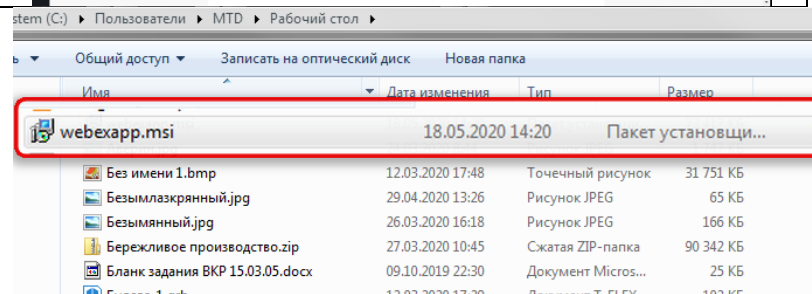 stem (C:) ▸ Пользователи ▸ MTD ▸ Рабочий стол ▸
Общий доступ ▼ Записать на оптический диск Новая папка
Имя Дата изменения Тип Размер
webexapp.msi 18.05.2020 14:20 Пакет установщи...
Без имени 1.bmp 12.03.2020 17:48 Точечный рисунок 31 751 КБ
Безымлазкрянный.jpg 29.04.2020 13:26 Рисунок JPEG 65 КБ
Безымянный.jpg 26.03.2020 16:18 Рисунок JPEG 166 КБ
Бережливое производство.zip 27.03.2020 10:45 Сжатая ZIP-папка 90 342 КБ
Бланк задания ВКР 15.03.05.docx 09.10.2019 22:30 Документ Micros... 25 КБ